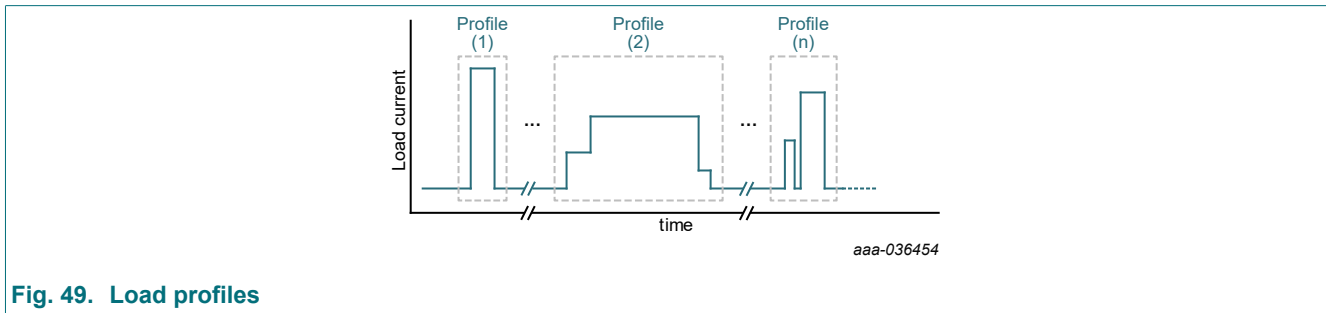 Profile
(1)
Profile
(2)
Profile
(n)
Load current
...
...
time
aaa-036454
Fig. 49. Load profiles